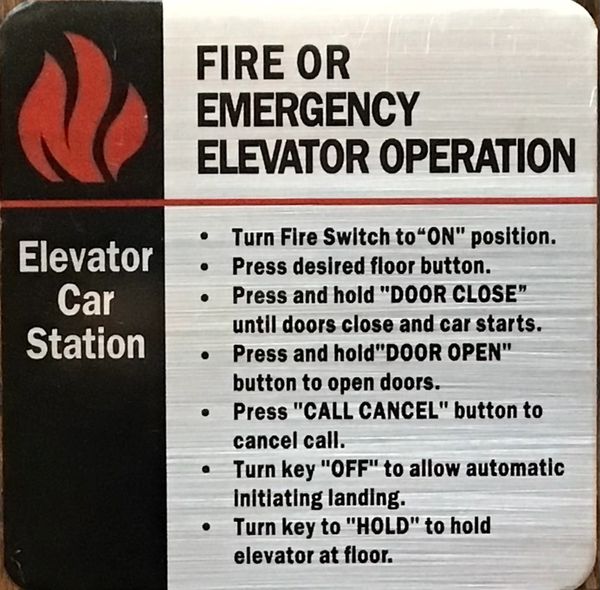 FIRE OR
EMERGENCY
ELEVATOR OPERATION
Elevator
Car
Station
• Turn Fire Switch to“ON" position.
• Press desired floor button.
• Press and hold "DOOR CLOSE”
until doors close and car starts.
• Press and hold"DOOR OPEN"
button to open doors.
• Press "CALL CANCEL" button to
cancel call.
• Turn key "OFF" to allow automatic
initiating landing.
• Turn key to "HOLD" to hold
elevator at floor.